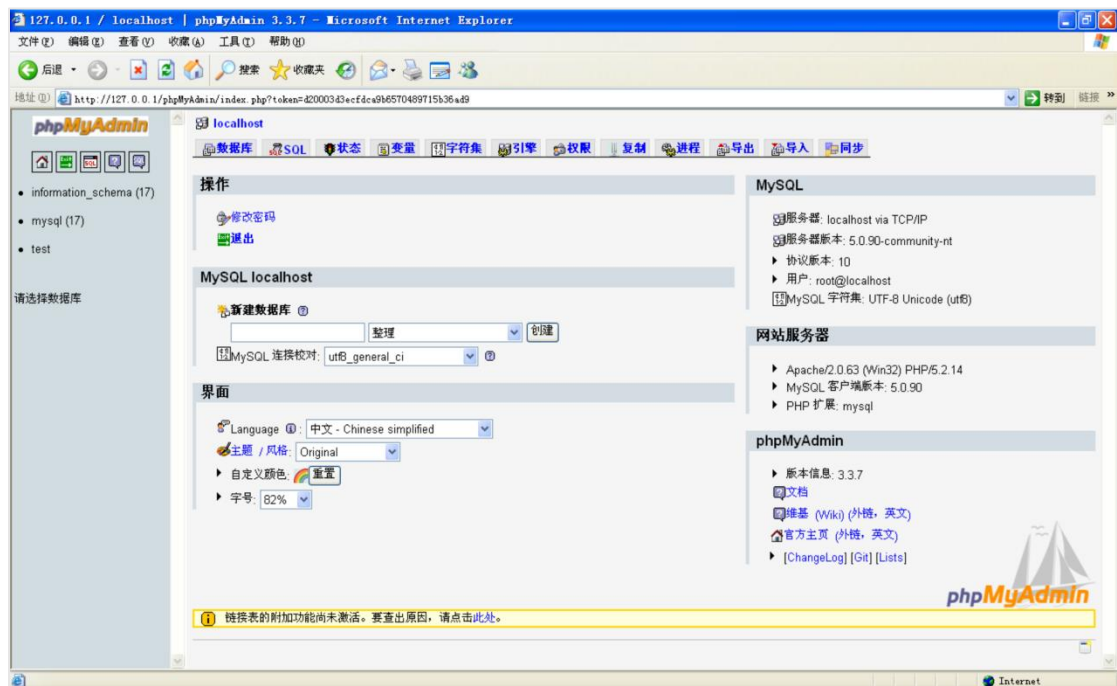 127.0.0.1 / localhost | phpMyAdmin 3.3.7 - Microsoft Internet Explorer
文件(F) 编辑(E) 查看(V) 收藏(A) 工具(T) 帮助(H)
后退 搜索 收藏夹
地址(D) http://127.0.0.1/phpMyAdmin/index.php?token=d20003d3ecfdca9b6570489715b36ad9 转到 链接 »
phpMyAdmin
information_schema (17)
mysql (17)
test
请选择数据库
localhost
数据库 SQL 状态 变量 字符集 引擎 权限 复制 进程 导出 导入 同步
操作
修改密码
退出
MySQL localhost
新建数据库
整理 创建
MySQL 连接校对: utf8_general_ci
界面
Language : 中文 - Chinese simplified
主题 / 风格: Original
自定义颜色: 重置
字号: 82%
MySQL
服务器: localhost via TCP/IP
服务器版本: 5.0.90-community-nt
协议版本: 10
用户: root@localhost
MySQL 字符集: UTF-8 Unicode (utf8)
网站服务器
Apache/2.0.63 (Win32) PHP/5.2.14
MySQL 客户端版本: 5.0.90
PHP 扩展: mysql
phpMyAdmin
版本信息: 3.3.7
文档
维基 (Wiki) (外链，英文)
官方主页 (外链，英文)
[ChangeLog] [Git] [Lists]
phpMyAdmin
链接表的附加功能尚未激活。要查出原因，请点击此处。
Internet